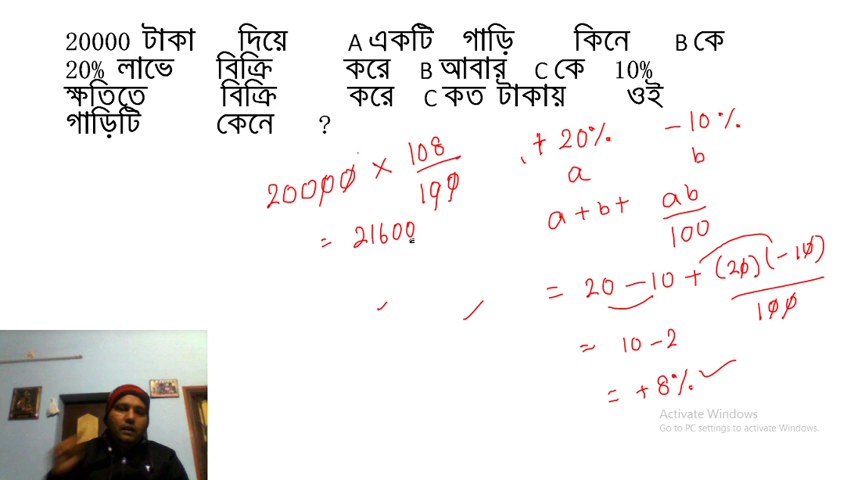 20000 টাকা দিয়ে A একটি গাড়ি কিনে B কে
20% লাভে বিক্রি করে B আবার C কে 10%
ক্ষতিতে বিক্রি করে C কত টাকায় ওই
গাড়িটি কেনে ?
20000 × 108/100
= 21600
+ 20% - 10%
a b
a + b + ab/100
= 20 - 10 + (20)(-10)/100
= 10 - 2
= + 8%
Activate Windows
Go to PC settings to activate Windows.